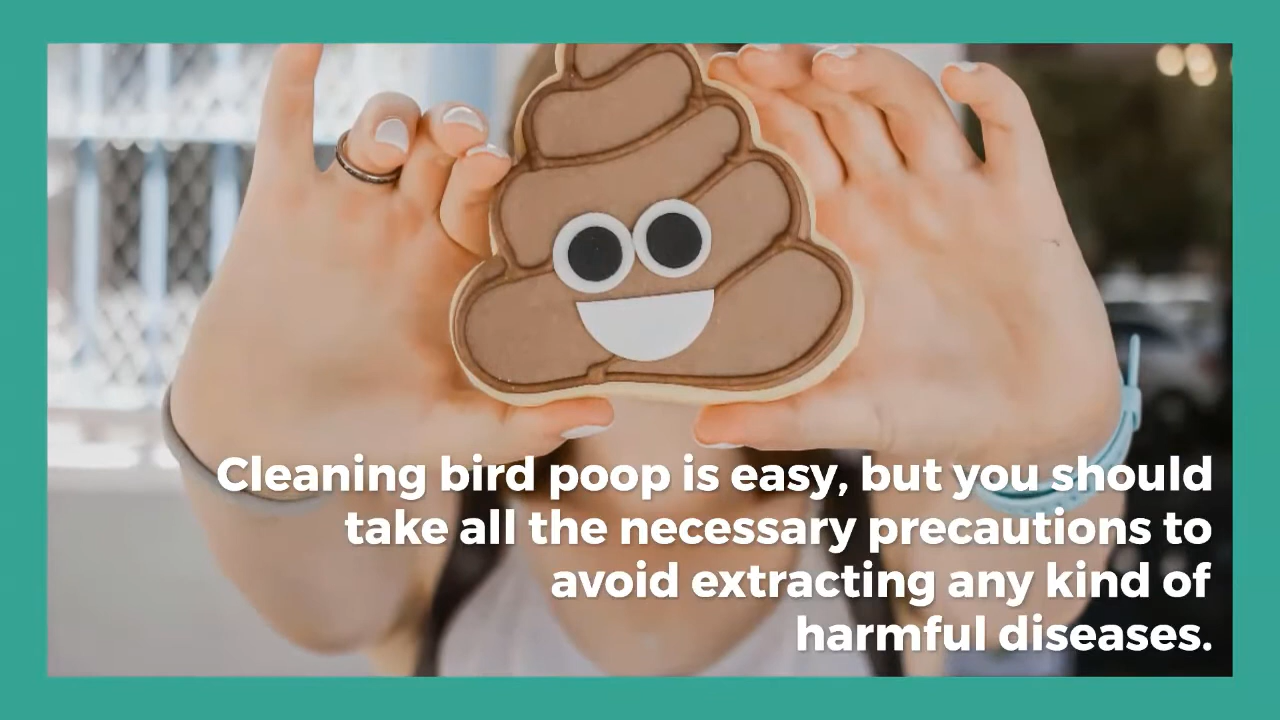 Cleaning bird poop is easy, but you should
take all the necessary precautions to
avoid extracting any kind of
harmful diseases.